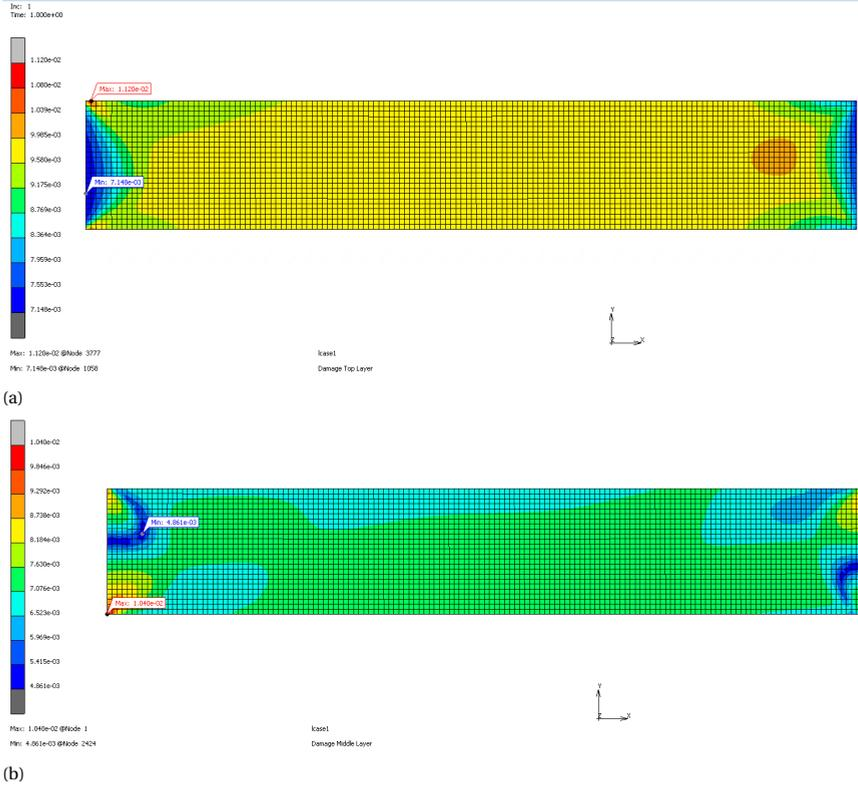 Inc: 1
Time: 1.000e+00
1.120e-02
1.080e-02
1.039e-02
9.985e-03
9.580e-03
9.175e-03
8.769e-03
8.364e-03
7.959e-03
7.553e-03
7.148e-03
Max: 1.120e-02
Min: 7.148e-03
Y
Z
X
Max: 1.120e-02 @Node 3777
Min: 7.148e-03 @Node 1058
lcase1
Damage Top Layer
(a)
1.040e-02
9.846e-03
9.292e-03
8.738e-03
8.184e-03
7.630e-03
7.076e-03
6.523e-03
5.969e-03
5.415e-03
4.861e-03
Min: 4.861e-03
Max: 1.040e-02
Y
Z
X
Max: 1.040e-02 @Node 1
Min: 4.861e-03 @Node 2424
lcase1
Damage Middle Layer
(b)